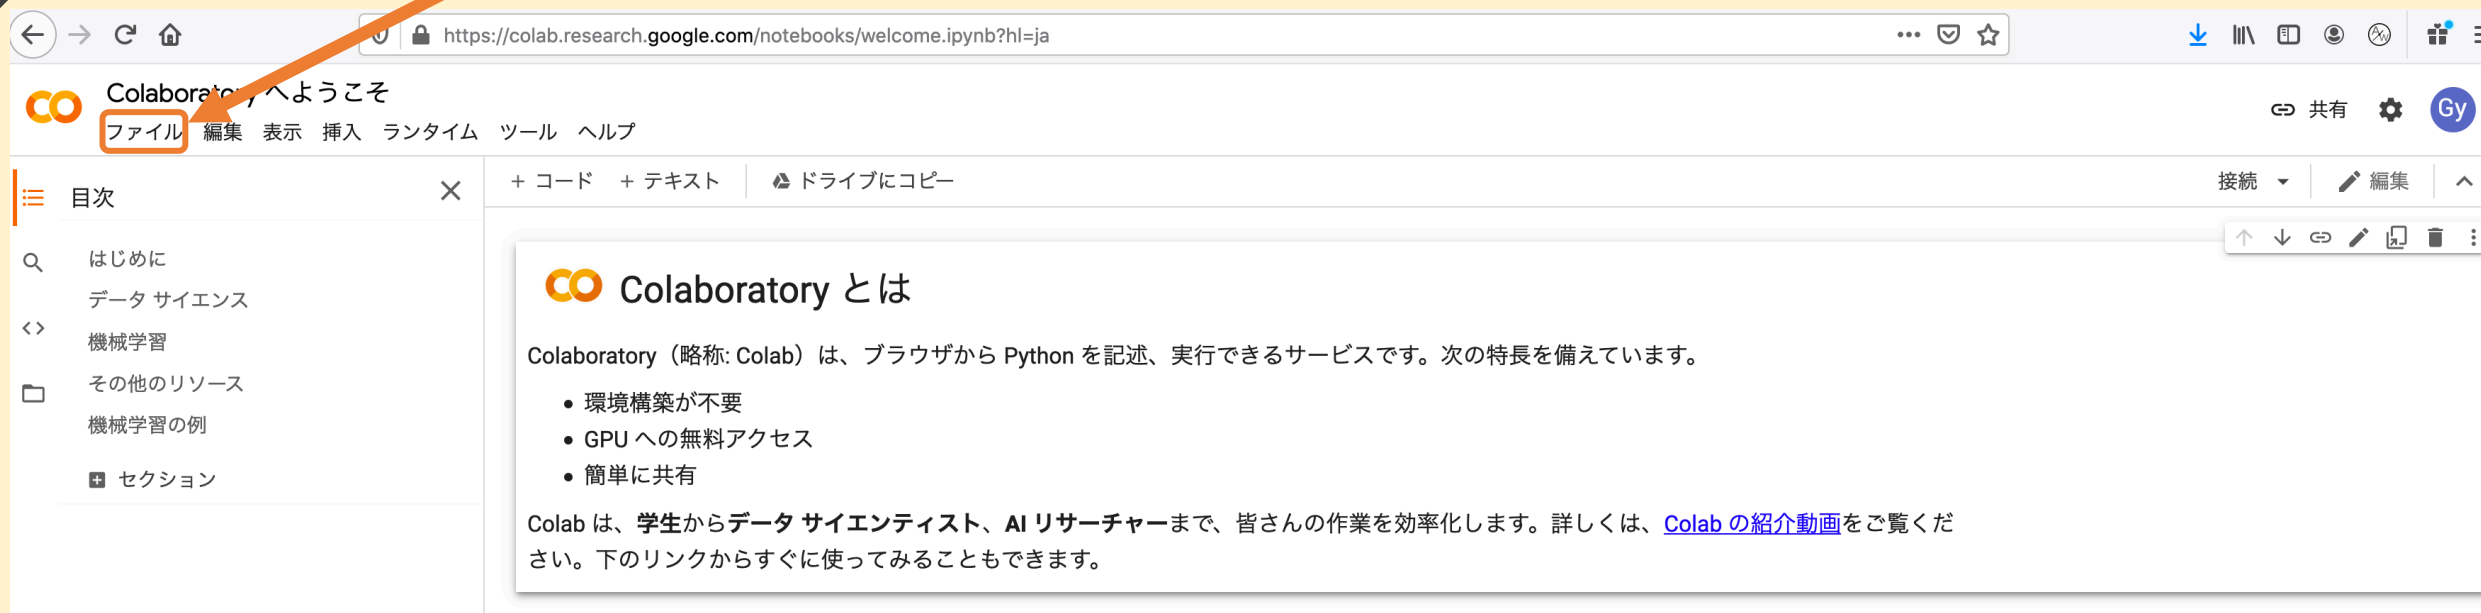 https://colab.research.google.com/notebooks/welcome.ipynb?hl=ja
Colaboratory へようこそ
ファイル 編集 表示 挿入 ランタイム ツール ヘルプ
共有
Gy
目次
+ コード + テキスト ドライブにコピー
接続 編集
はじめに
データ サイエンス
機械学習
その他のリソース
機械学習の例
セクション
Colaboratory とは
Colaboratory（略称: Colab）は、ブラウザから Python を記述、実行できるサービスです。次の特長を備えています。
• 環境構築が不要
• GPU への無料アクセス
• 簡単に共有
Colab は、学生からデータ サイエンティスト、AI リサーチャーまで、皆さんの作業を効率化します。詳しくは、Colab の紹介動画をご覧くだ
さい。下のリンクからすぐに使ってみることもできます。